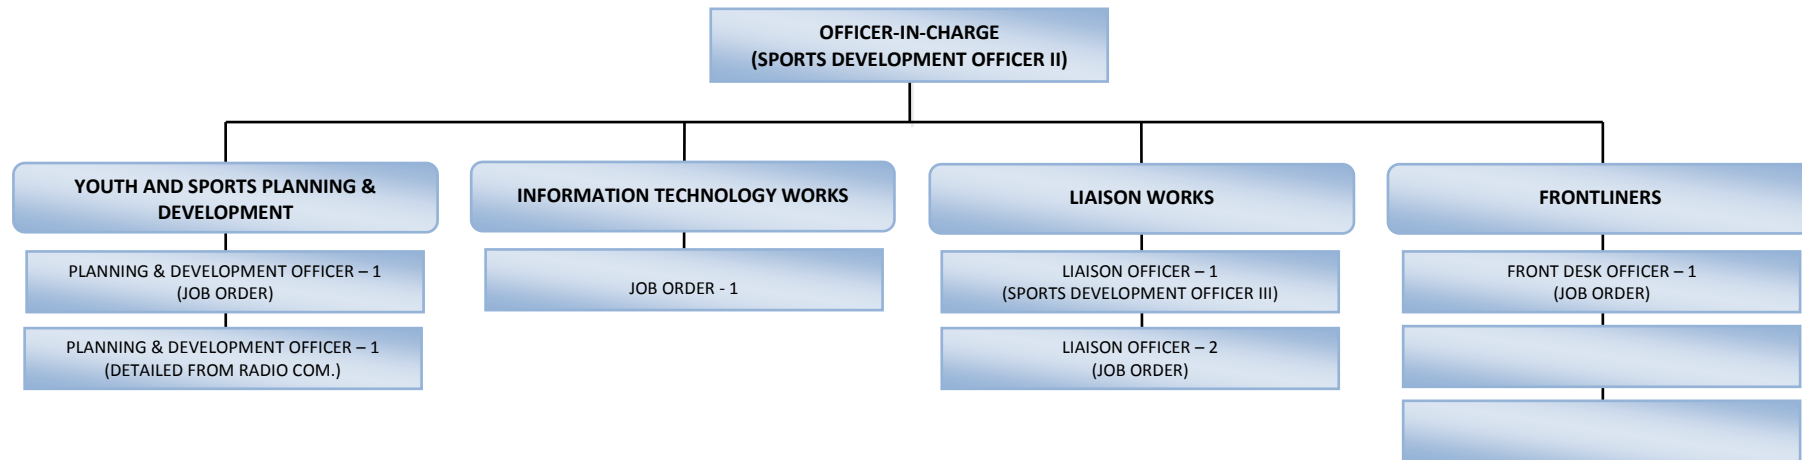 OFFICER-IN-CHARGE
(SPORTS DEVELOPMENT OFFICER II)
YOUTH AND SPORTS PLANNING &
DEVELOPMENT
PLANNING & DEVELOPMENT OFFICER – 1
(JOB ORDER)
PLANNING & DEVELOPMENT OFFICER – 1
(DETAILED FROM RADIO COM.)
INFORMATION TECHNOLOGY WORKS
JOB ORDER - 1
LIAISON WORKS
LIAISON OFFICER – 1
(SPORTS DEVELOPMENT OFFICER III)
LIAISON OFFICER – 2
(JOB ORDER)
FRONTLINERS
FRONT DESK OFFICER – 1
(JOB ORDER)